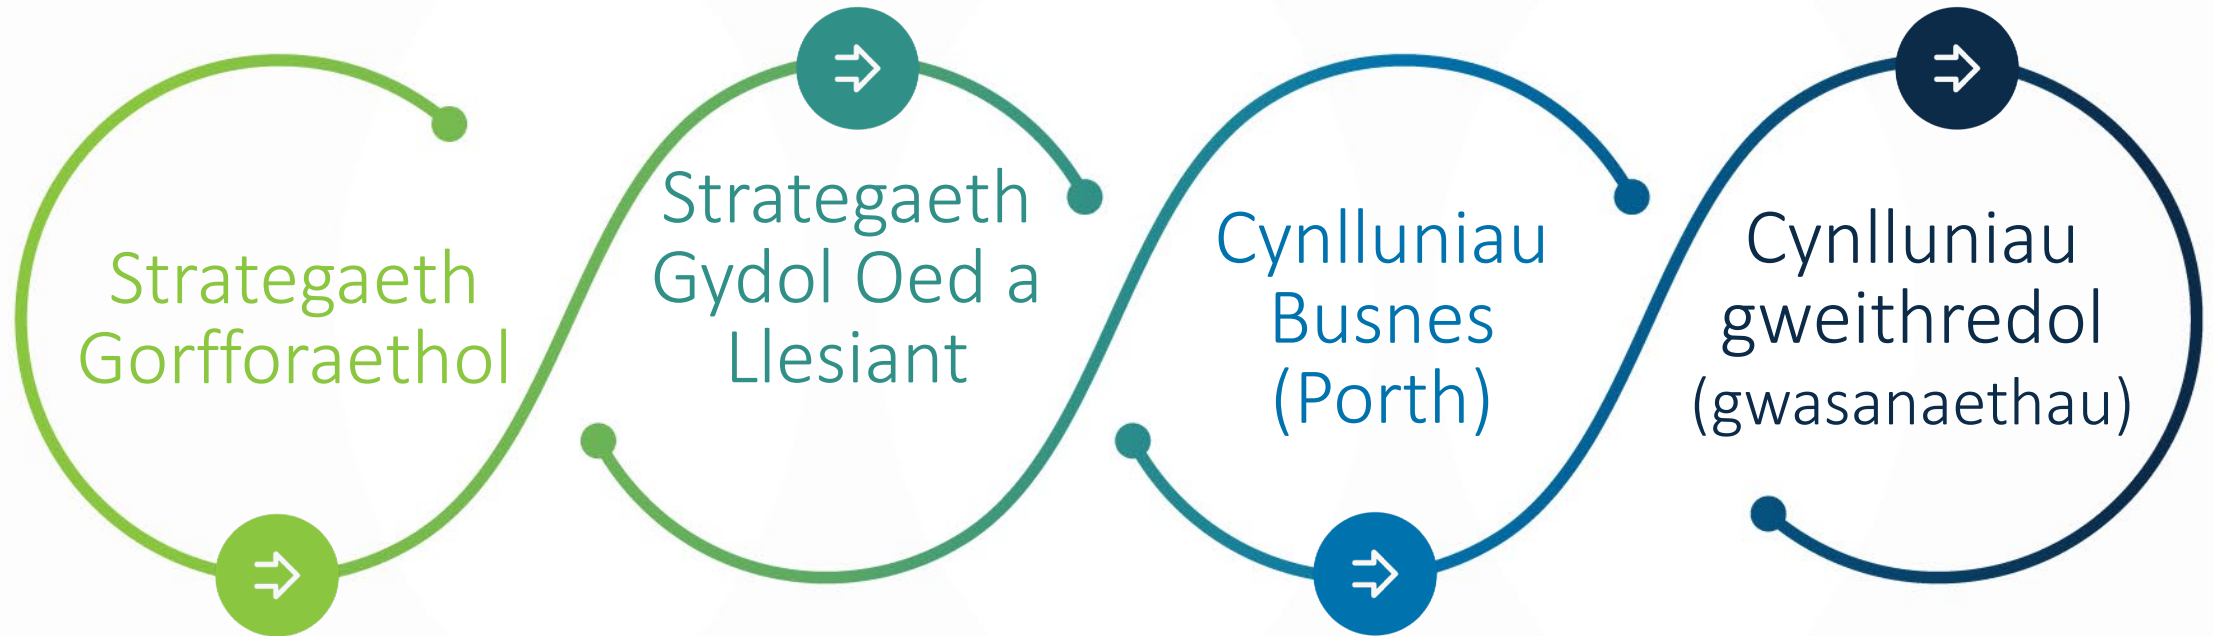 Strategaeth
Gorfforaethol
Strategaeth
Gydol Oed a
Llesiant
Cynlluniau
Busnes
(Porth)
Cynlluniau
gweithredol
(gwasanaethau)